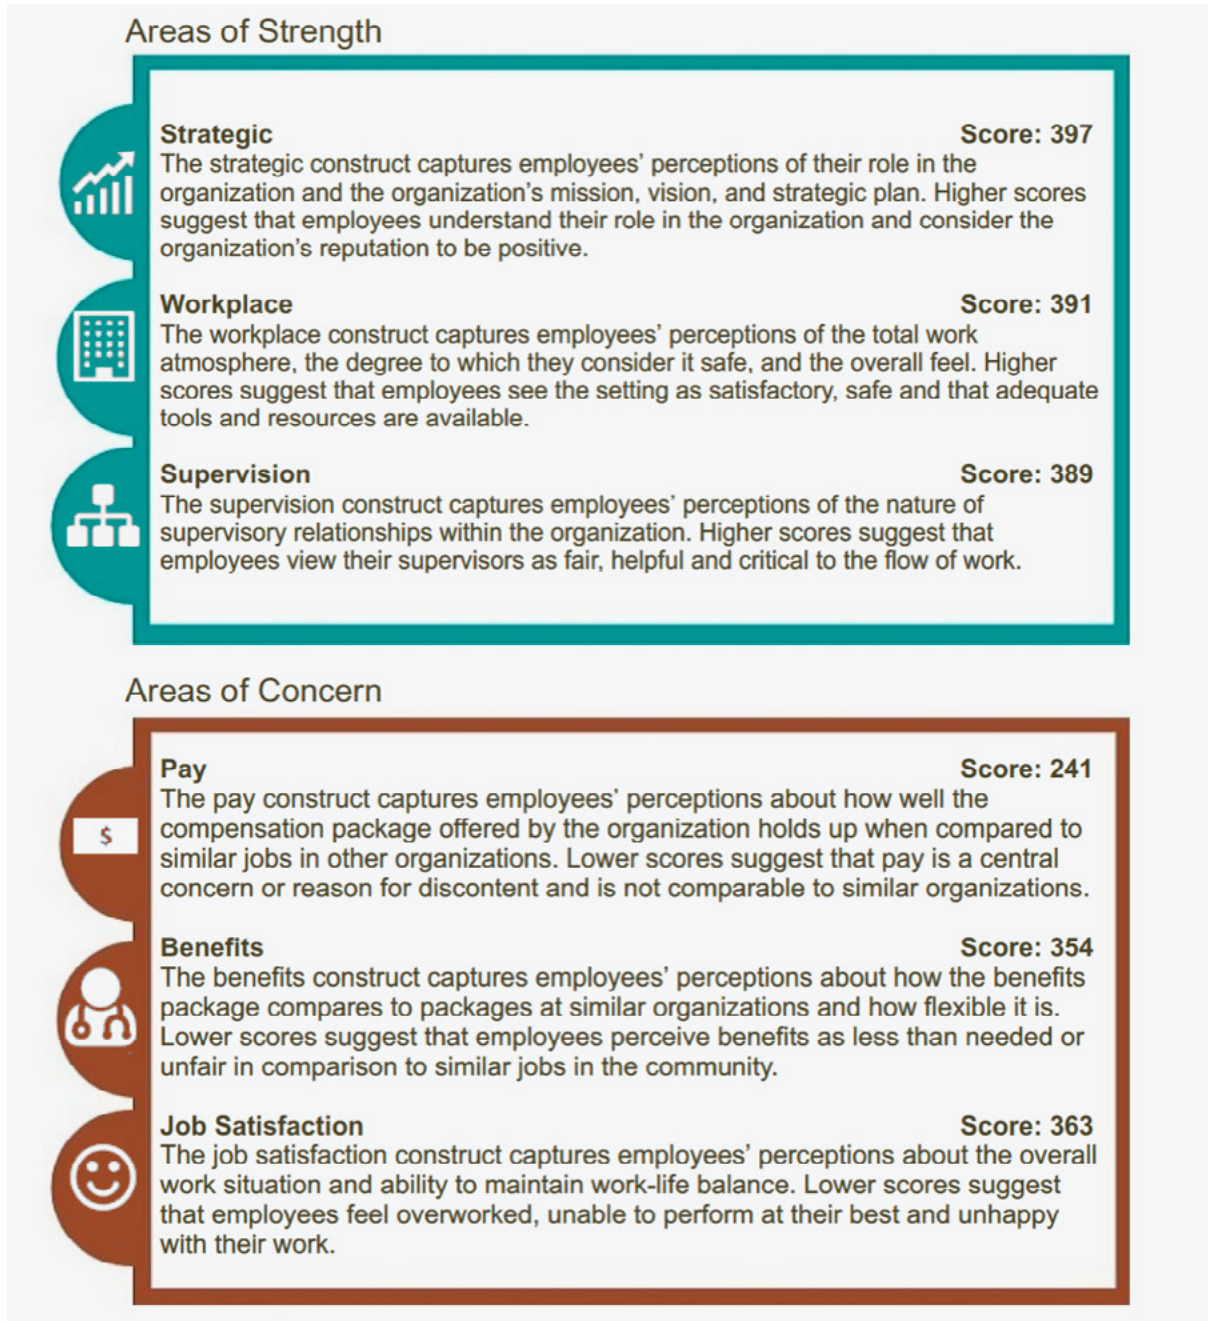 Areas of Strength
Strategic Score: 397
The strategic construct captures employees’ perceptions of their role in the
organization and the organization’s mission, vision, and strategic plan. Higher scores
suggest that employees understand their role in the organization and consider the
organization’s reputation to be positive.
Workplace Score: 391
The workplace construct captures employees’ perceptions of the total work
atmosphere, the degree to which they consider it safe, and the overall feel. Higher
scores suggest that employees see the setting as satisfactory, safe and that adequate
tools and resources are available.
Supervision Score: 389
The supervision construct captures employees’ perceptions of the nature of
supervisory relationships within the organization. Higher scores suggest that
employees view their supervisors as fair, helpful and critical to the flow of work.
Areas of Concern
Pay Score: 241
The pay construct captures employees’ perceptions about how well the
compensation package offered by the organization holds up when compared to
$
similar jobs in other organizations. Lower scores suggest that pay is a central
concern or reason for discontent and is not comparable to similar organizations.
Benefits Score: 354
The benefits construct captures employees’ perceptions about how the benefits
package compares to packages at similar organizations and how flexible it is.
Lower scores suggest that employees perceive benefits as less than needed or
unfair in comparison to similar jobs in the community.
Job Satisfaction Score: 363
The job satisfaction construct captures employees’ perceptions about the overall
work situation and ability to maintain work-life balance. Lower scores suggest
that employees feel overworked, unable to perform at their best and unhappy
with their work.